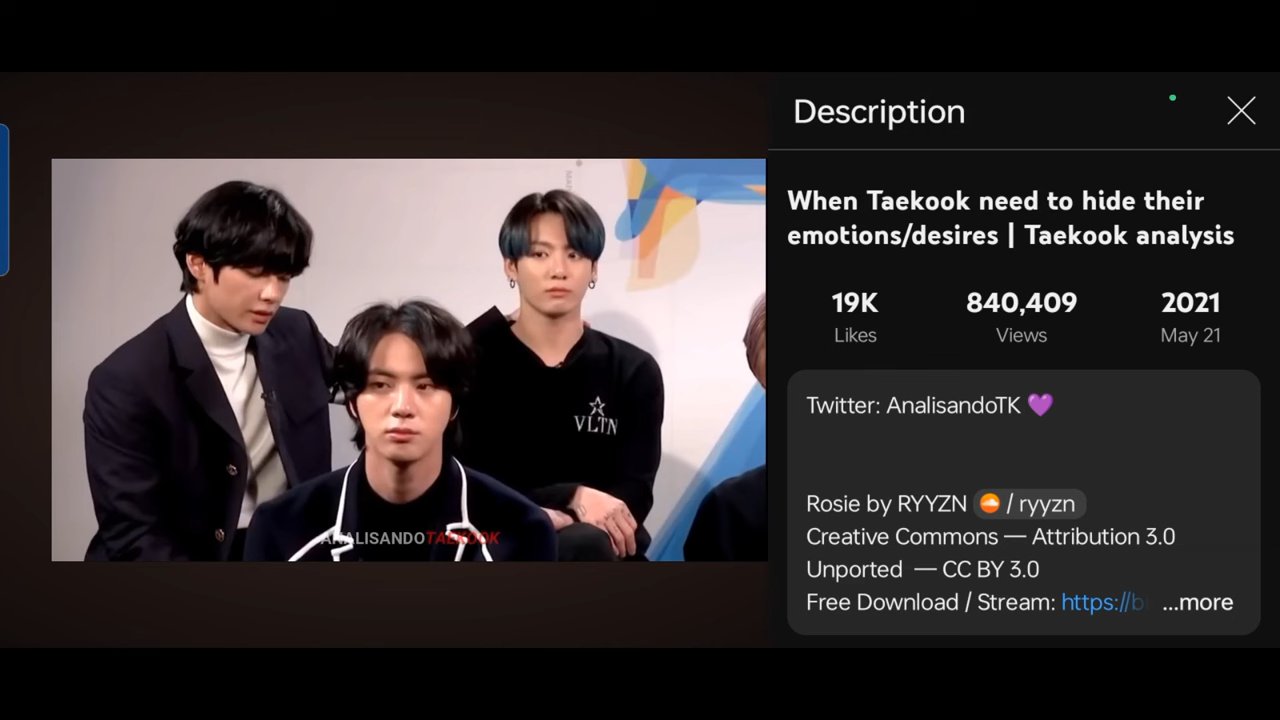 Description
When Taekook need to hide their
emotions/desires | Taekook analysis
19K
Likes
840,409
Views
2021
May 21
Twitter: AnalisandoTK 💜
Rosie by RYYZN / ryyzn
Creative Commons — Attribution 3.0
Unported — CC BY 3.0
Free Download / Stream: https://b ...more
VLTN
ANALISANDOTAEKOOK